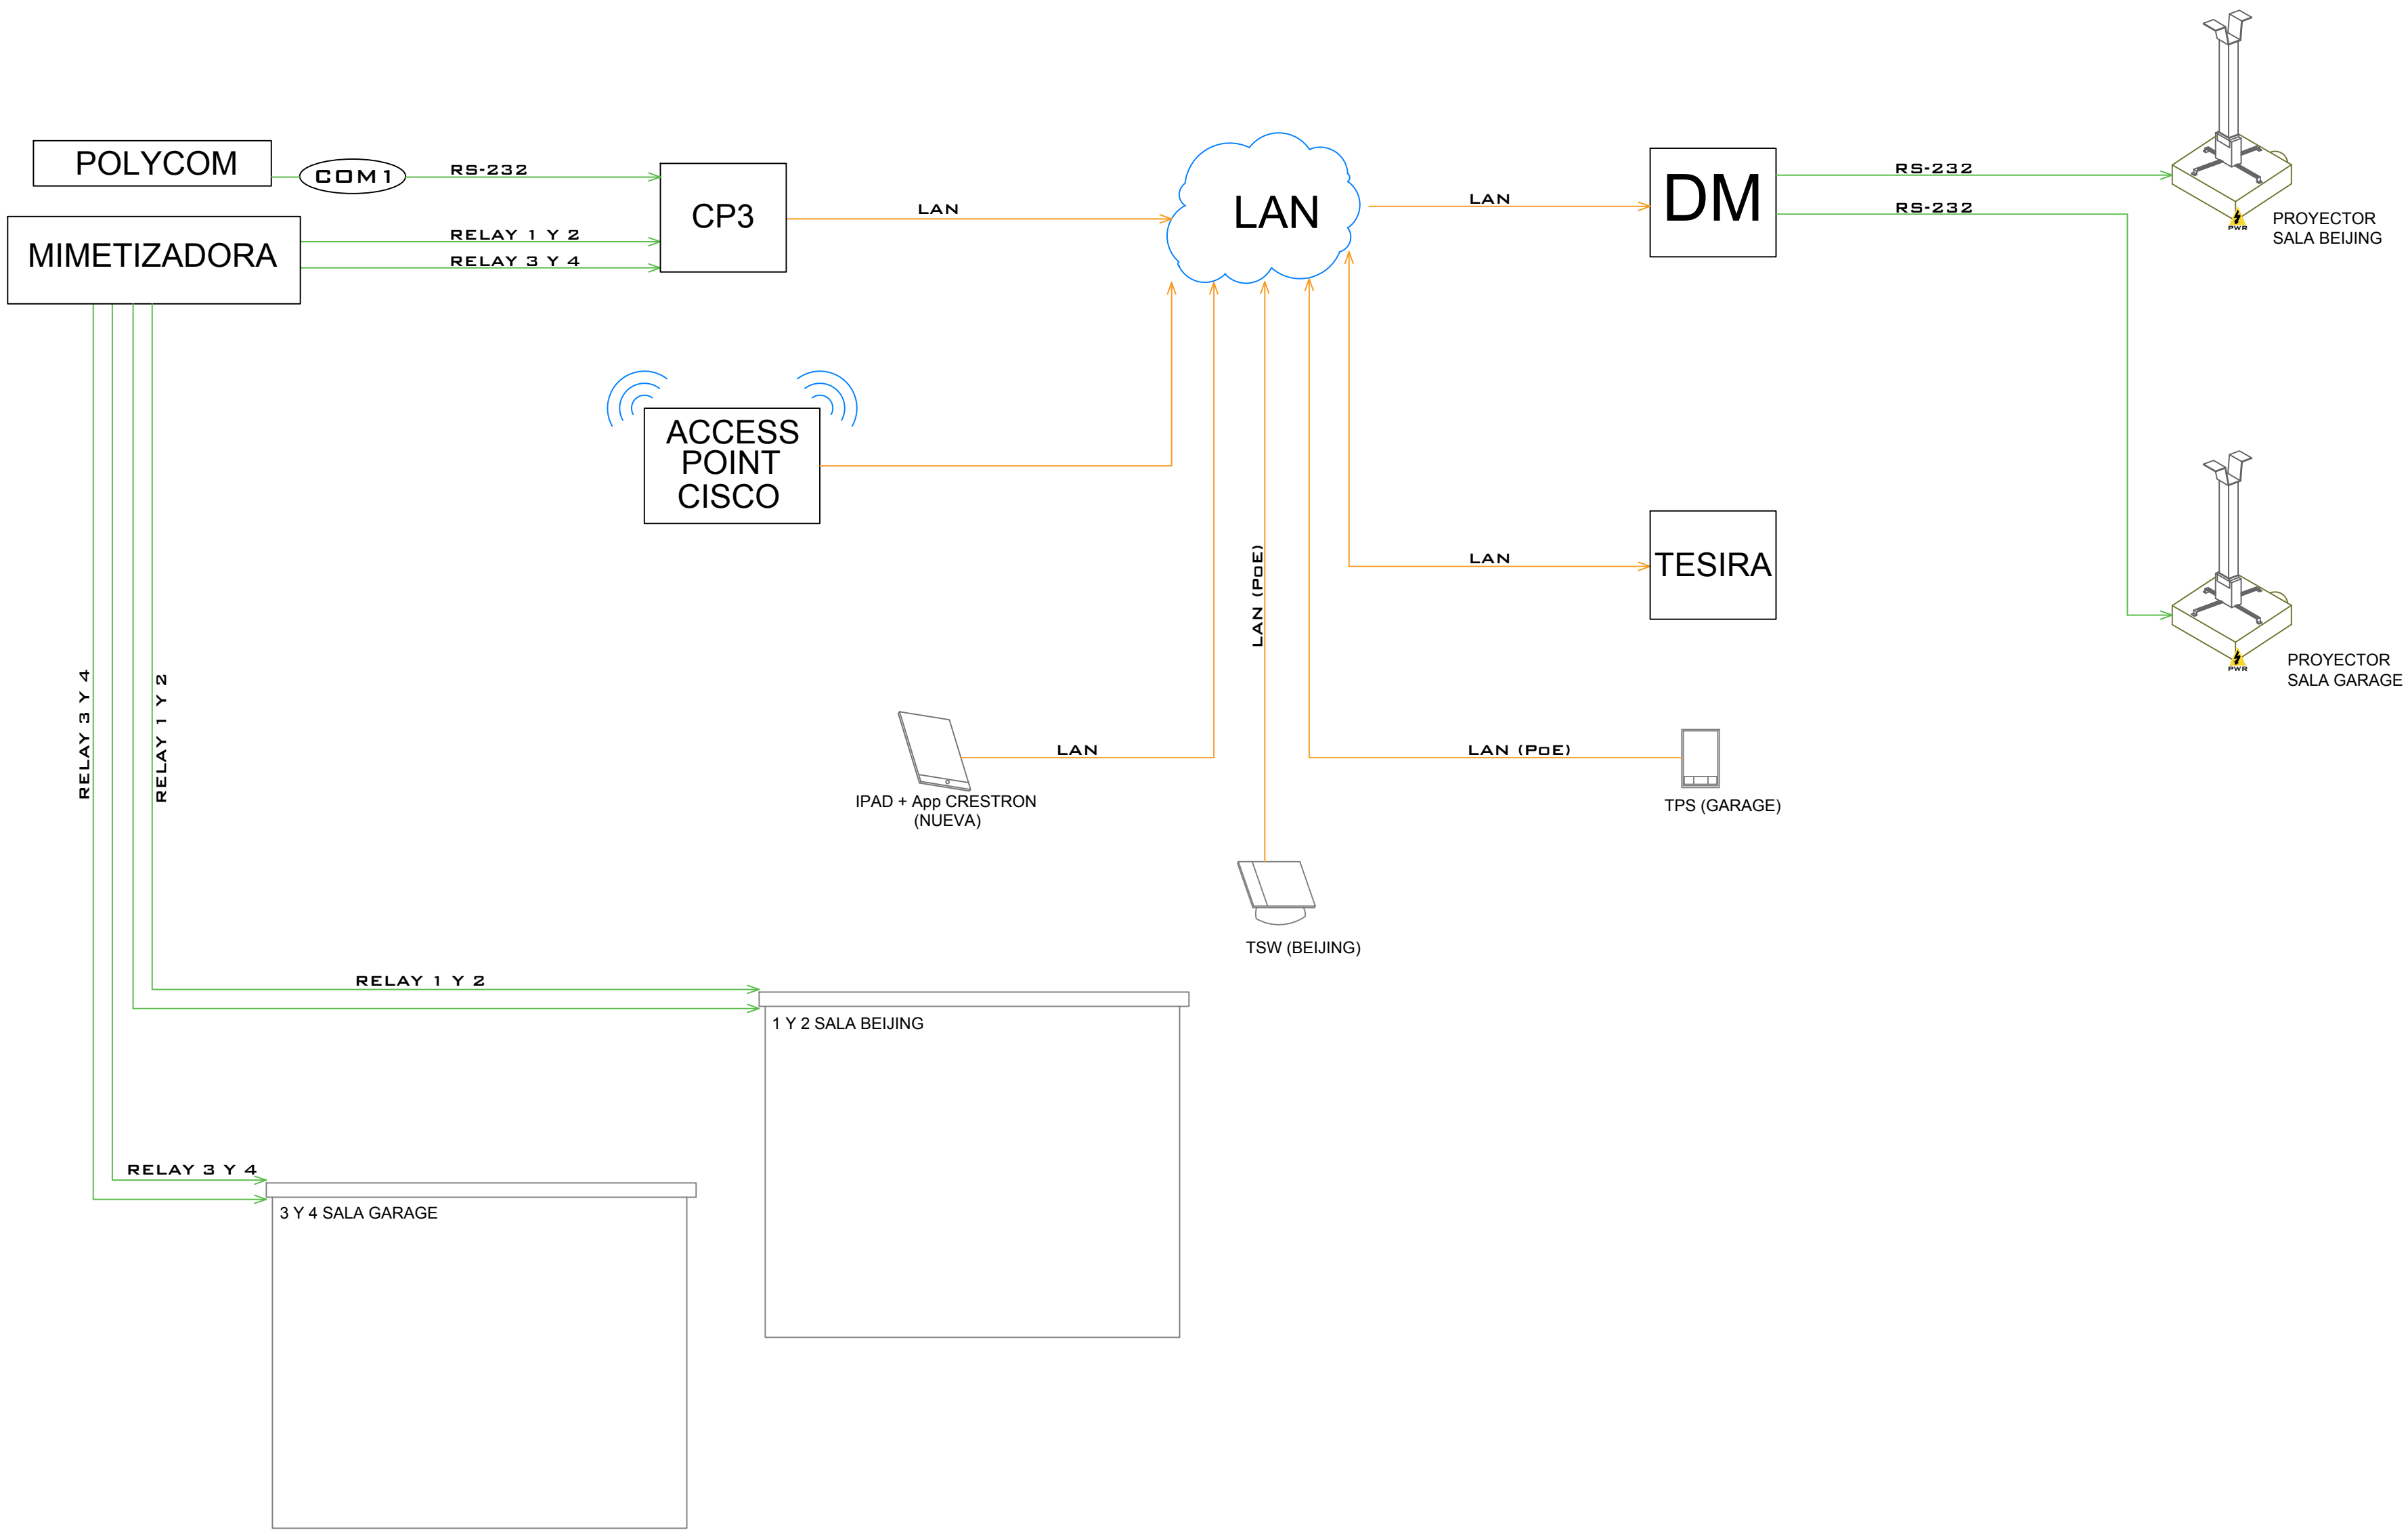 POLYCOM
COM1
RS-232
MIMETIZADORA
RELAY 1 Y 2
RELAY 3 Y 4
CP3
LAN
LAN
LAN
DM
RS-232
RS-232
PWR
PROYECTOR
SALA BEIJING
ACCESS
POINT
CISCO
LAN (PoE)
LAN
TESIRA
PWR
PROYECTOR
SALA GARAGE
RELAY 3 Y 4
RELAY 1 Y 2
LAN
IPAD + App CRESTRON
(NUEVA)
LAN (PoE)
TPS (GARAGE)
TSW (BEIJING)
RELAY 1 Y 2
1 Y 2 SALA BEIJING
RELAY 3 Y 4
3 Y 4 SALA GARAGE